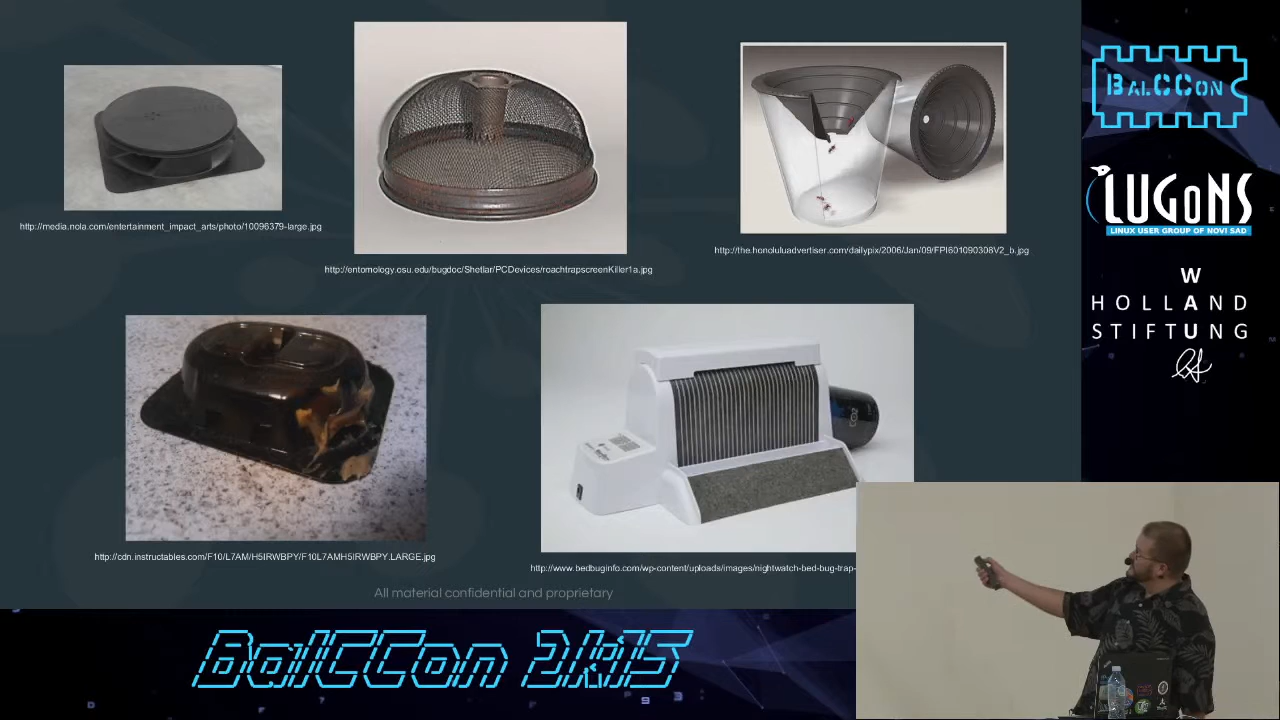 http://media.nola.com/entertainment_impact_arts/photo/10096379-large.jpg
http://entomology.osu.edu/bugdoc/Shetlar/PCDevices/roachtrapscreenKiller1a.jpg
http://the.honoluluadvertiser.com/dailypix/2006/Jan/09/FPI601090308V2_b.jpg
http://cdn.instructables.com/F10/L7AM/H5IRWBPY/F10L7AMH5IRWBPY.LARGE.jpg
http://www.bedbuginfo.com/wp-content/uploads/images/nightwatch-bed-bug-trap-
All material confidential and proprietary
BalCCon 2k15
BALCCON
LUGoNS
LINUX USER GROUP OF NOVI SAD
W
HOLLAND
A
STIFTUNG